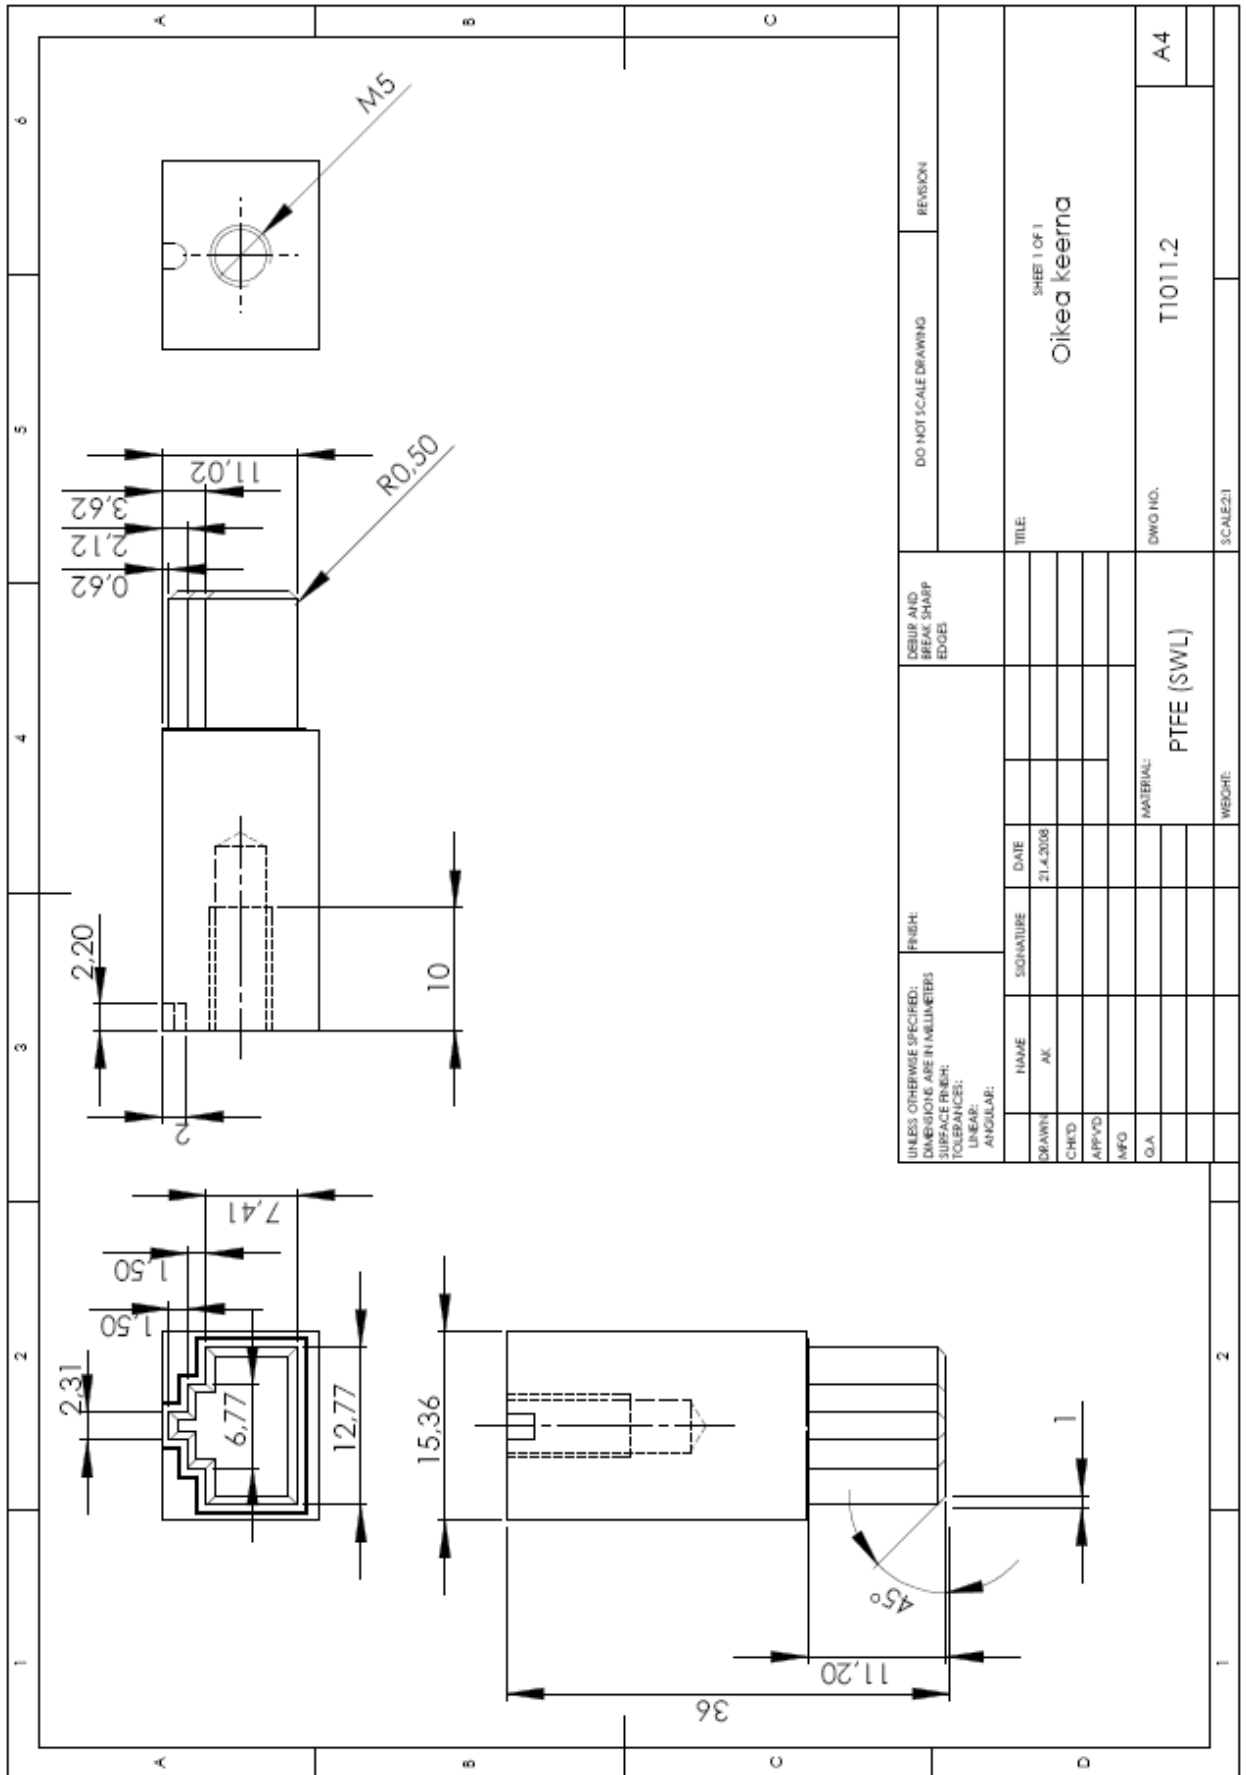 1
2
3
4
5
6
A
B
C
D
A
B
C
1
2
2,31
1,50
1,50
7,41
6,77
12,77
2,20
2
10
0,62
2,12
3,62
11,02
R0,50
M5
15,36
36
11,20
45°
1
UNLESS OTHERWISE SPECIFIED:
DIMENSIONS ARE IN MILLIMETERS
SURFACE FINISH:
TOLERANCES:
LINEAR:
ANGULAR:
FINISH:
DEBUR AND
BREAK SHARP
EDGES
DO NOT SCALE DRAWING
REVISION
NAME
SIGNATURE
DATE
DRAWN
AK
21.4.2008
CHK'D
APPV'D
MFG
Q.A
TITLE:
SHEET 1 OF 1
Oikea keerna
MATERIAL:
PTFE (SWL)
DWG NO.
T1011.2
A4
WEIGHT:
SCALE:2:1